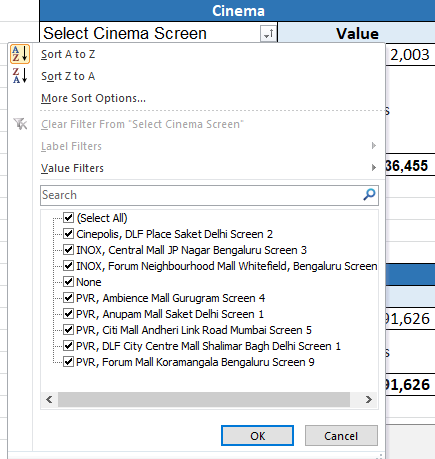 Cinema
Select Cinema Screen
Value
Sort A to Z
2,003
Sort Z to A
More Sort Options...
Clear Filter From "Select Cinema Screen"
Label Filters
Value Filters
36,455
Search
(Select All)
Cinepolis, DLF Place Saket Delhi Screen 2
INOX, Central Mall JP Nagar Bengaluru Screen 3
INOX, Forum Neighbourhood Mall Whitefield, Bengaluru Screen
None
PVR, Ambience Mall Gurugram Screen 4
PVR, Anupam Mall Saket Delhi Screen 1
91,626
PVR, Citi Mall Andheri Link Road Mumbai Screen 5
PVR, DLF City Centre Mall Shalimar Bagh Delhi Screen 1
PVR, Forum Mall Koramangala Bengaluru Screen 9
91,626
OK
Cancel